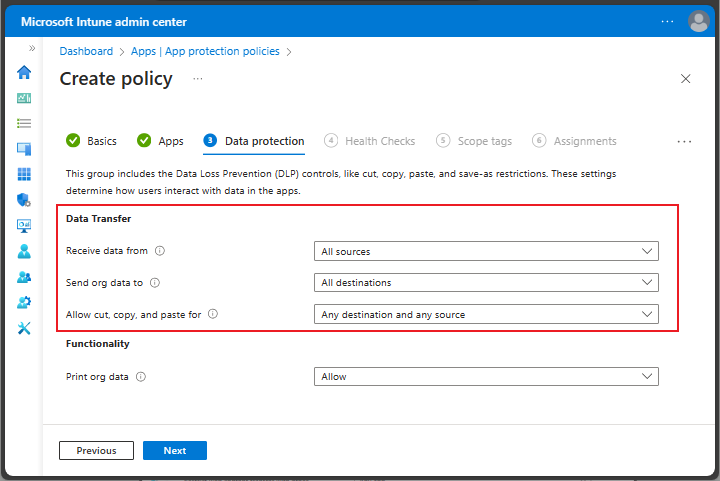 Microsoft Intune admin center ...
»
Dashboard > Apps | App protection policies >
Create policy ...
Basics Apps 3 Data protection 4 Health Checks 5 Scope tags 6 Assignments ...
This group includes the Data Loss Prevention (DLP) controls, like cut, copy, paste, and save-as restrictions. These settings
determine how users interact with data in the apps.
Data Transfer
Receive data from All sources
Send org data to All destinations
Allow cut, copy, and paste for Any destination and any source
Functionality
Print org data Allow
Previous Next